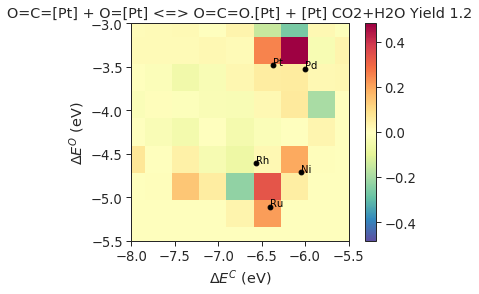 O=C=[Pt] + O=[Pt] <=> O=C=O.[Pt] + [Pt] CO2+H2O Yield 1.2
−3.0
−3.5
−4.0
−4.5
−5.0
−5.5
ΔE^O (eV)
Pt
Pd
Rh
Ni
Ru
−8.0 −7.5 −7.0 −6.5 −6.0 −5.5
ΔE^C (eV)
0.4
0.2
0.0
−0.2
−0.4